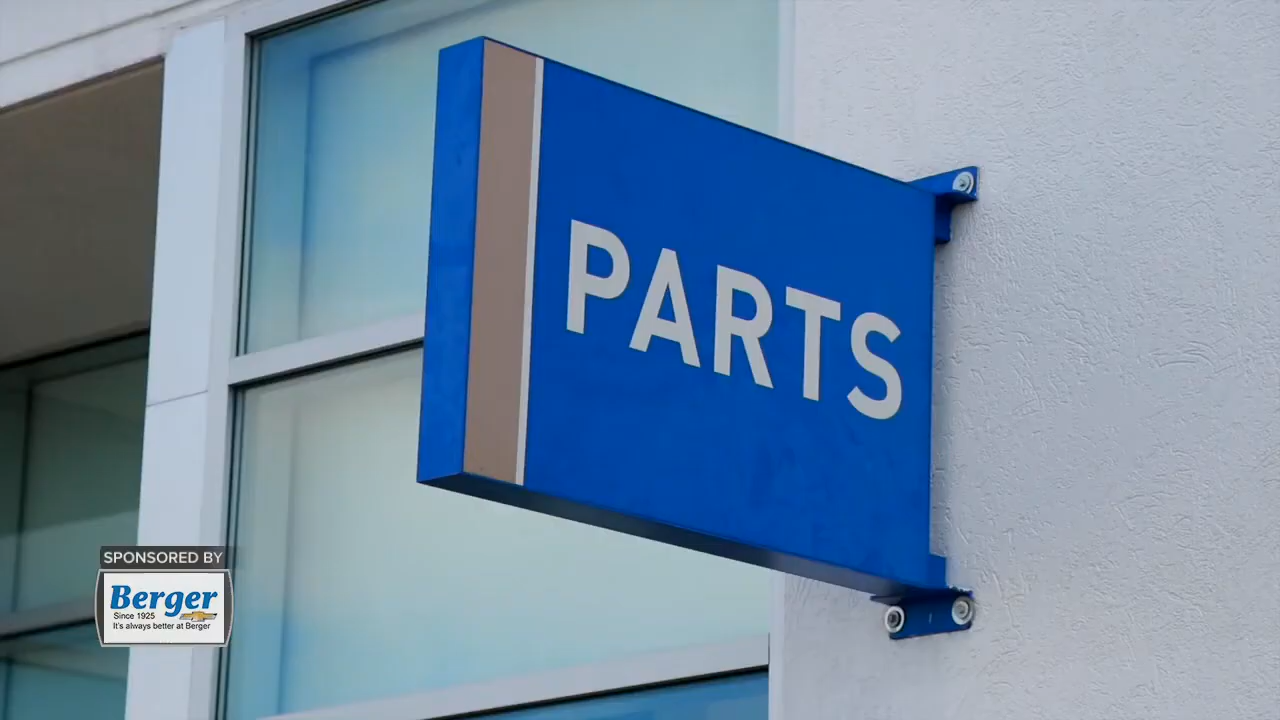 PARTS
SPONSORED BY
Berger
Since 1925
It's always better at Berger